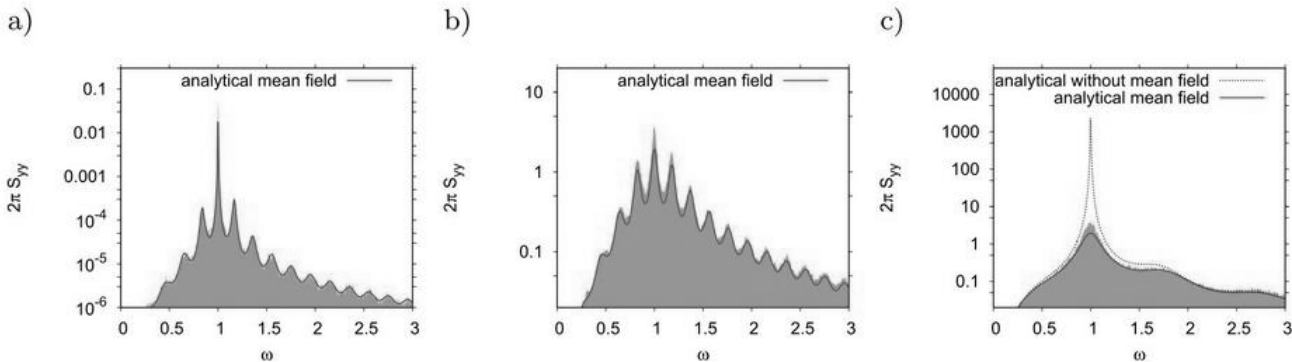 a)
b)
c)
analytical mean field
0.1
0.01
0.001
10⁻⁴
10⁻⁵
10⁻⁶
2π S_yy
0 0.5 1 1.5 2 2.5 3
ω
analytical mean field
10
1
0.1
2π S_yy
0 0.5 1 1.5 2 2.5 3
ω
analytical without mean field
analytical mean field
10000
1000
100
10
1
0.1
2π S_yy
0 0.5 1 1.5 2 2.5 3
ω